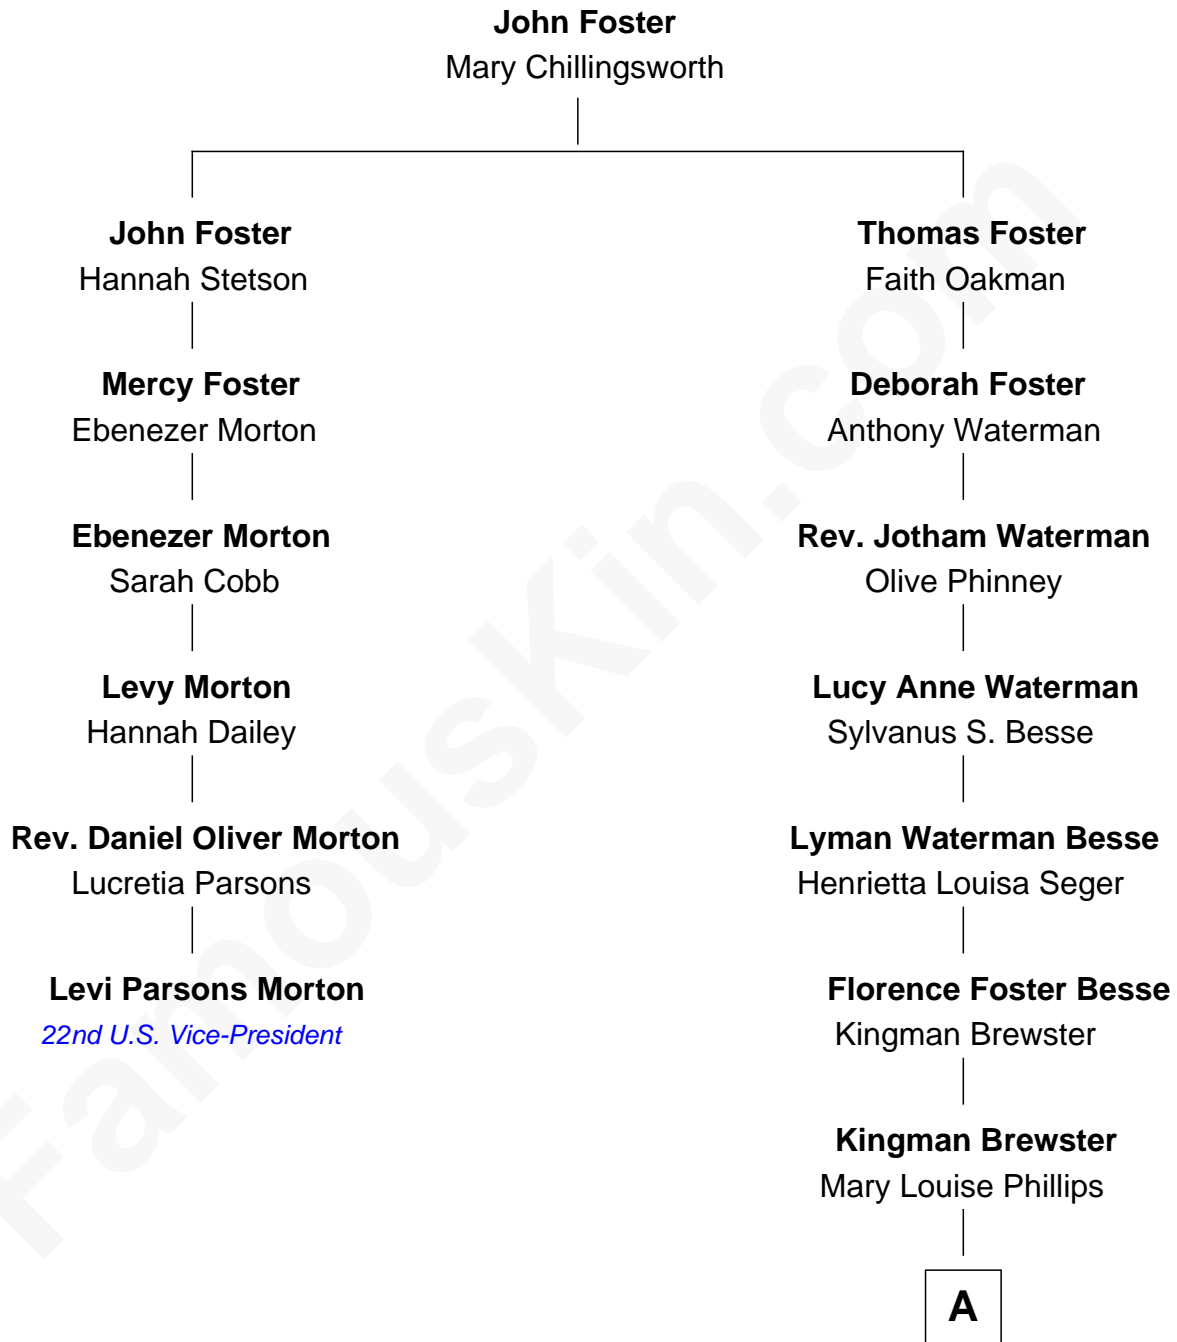 John Foster
Mary Chillingsworth
John Foster
Hannah Stetson
Mercy Foster
Ebenezer Morton
Ebenezer Morton
Sarah Cobb
Levy Morton
Hannah Dailey
Rev. Daniel Oliver Morton
Lucretia Parsons
Levi Parsons Morton
22nd U.S. Vice-President
Thomas Foster
Faith Oakman
Deborah Foster
Anthony Waterman
Rev. Jotham Waterman
Olive Phinney
Lucy Anne Waterman
Sylvanus S. Besse
Lyman Waterman Besse
Henrietta Louisa Seger
Florence Foster Besse
Kingman Brewster
Kingman Brewster
Mary Louise Phillips
A
FamousKin.com